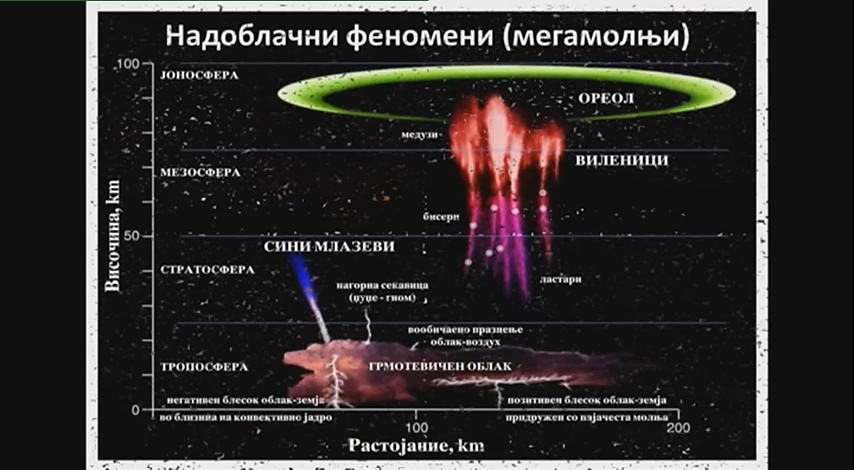 Надоблачни феномени (мегамолњи)
100
ЈОНОСФЕРА
ОРЕОЛ
медузи
ВИЛЕНИЦИ
МЕЗОСФЕРА
бисери
50
СИНИ МЛАЗЕВИ
СТРАТОСФЕРА
ластари
нагорна секавица
(џуџе - гном)
вообичаено празнење
облак-воздух
ТРОПОСФЕРА
ГРМОТЕВИЧЕН ОБЛАК
негативен блесок облак-земја
позитивен блесок облак-земја
0
во близина на конвективно јадро
придружен со пајачеста молња
100
200
Растојание, km
Височина, km